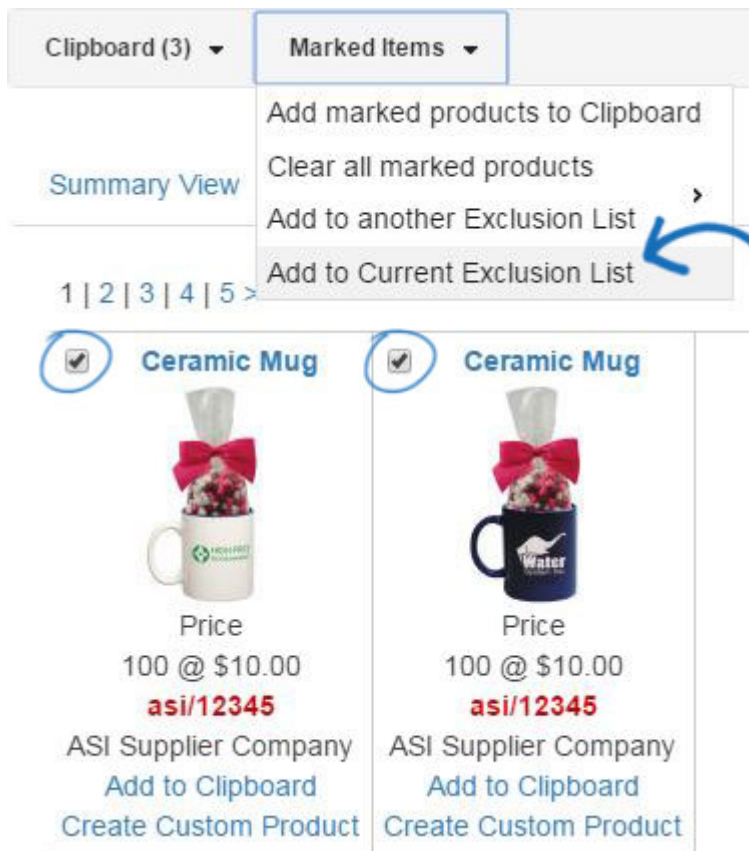 Clipboard (3)
Marked Items
Add marked products to Clipboard
Clear all marked products
Add to another Exclusion List
Add to Current Exclusion List
Summary View
1 | 2 | 3 | 4 | 5 >
Ceramic Mug
Water
Price
100 @ $10.00
asi/12345
ASI Supplier Company
Add to Clipboard
Create Custom Product
Ceramic Mug
Price
100 @ $10.00
asi/12345
ASI Supplier Company
Add to Clipboard
Create Custom Product